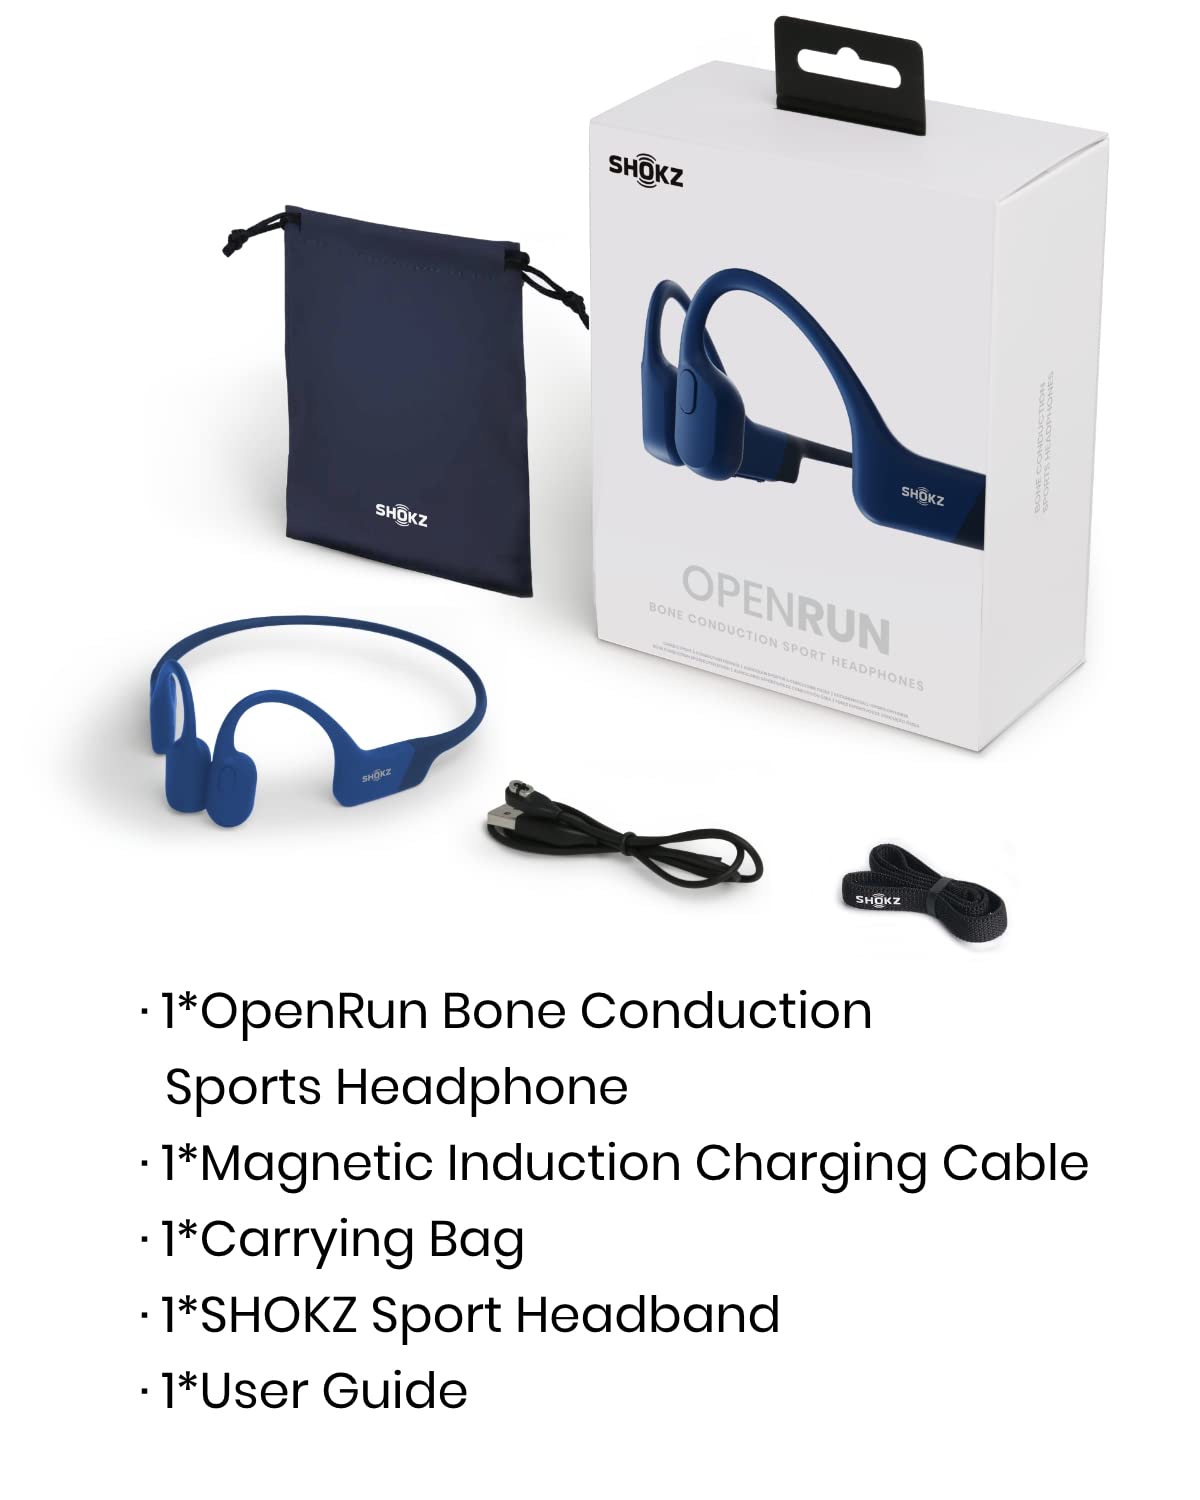 SHOKZ
SHOKZ
OPENRUN
BONE CONDUCTION SPORT HEADPHONES
BONE CONDUCTION
SPORTS HEADPHONES
SHOKZ
SHOKZ
SHOKZ
· 1*OpenRun Bone Conduction
Sports Headphone
· 1*Magnetic Induction Charging Cable
· 1*Carrying Bag
· 1*SHOKZ Sport Headband
· 1*User Guide